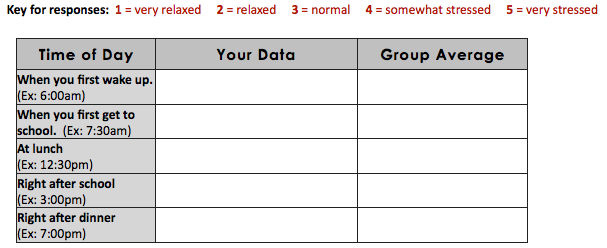 Key for responses: 1 = very relaxed 2 = relaxed 3 = normal 4 = somewhat stressed 5 = very stressed
Time of Day Your Data Group Average
When you first wake up.
(Ex: 6:00am)
When you first get to
school. (Ex: 7:30am)
At lunch
(Ex: 12:30pm)
Right after school
(Ex: 3:00pm)
Right after dinner
(Ex: 7:00pm)